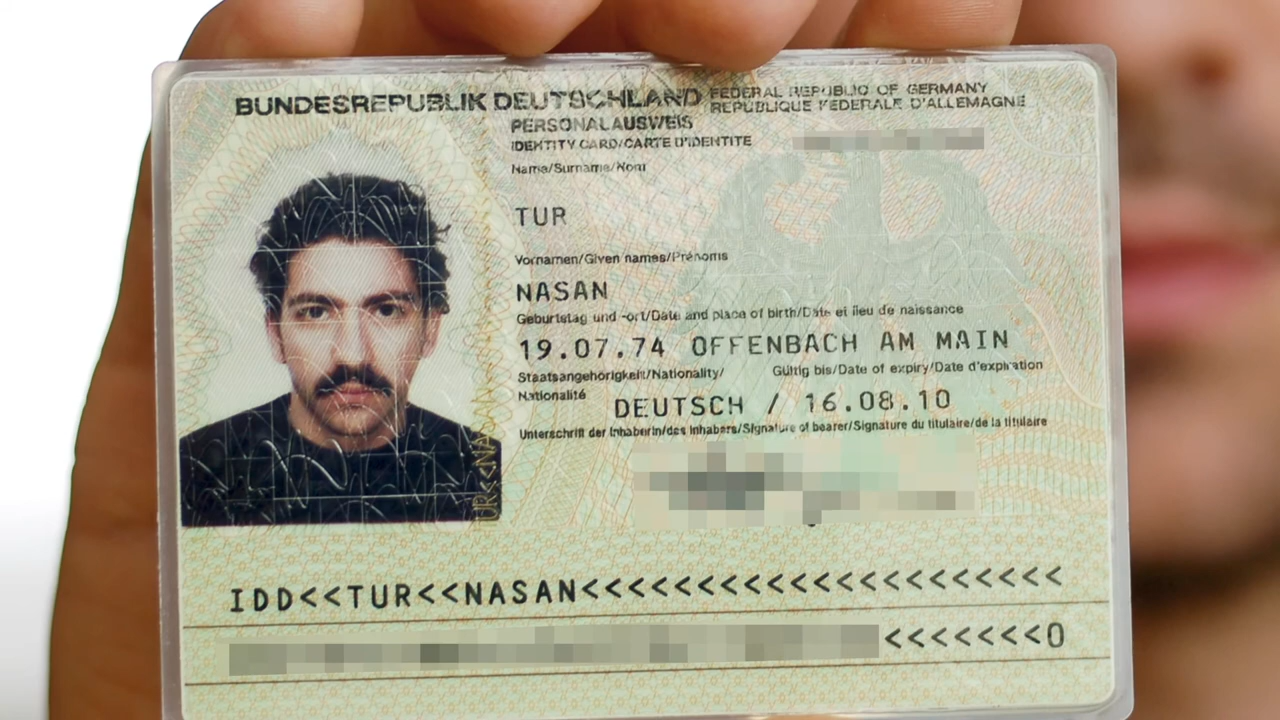 BUNDESREPUBLIK DEUTSCHLAND
FEDERAL REPUBLIC OF GERMANY
REPUBLIQUE FEDERALE D'ALLEMAGNE
PERSONALAUSWEIS
IDENTITY CARD/CARTE D'IDENTITE
Name/Surname/Nom
TUR
Vornamen/Given names/Prénoms
NASAN
Geburtstag und -ort/Date and place of birth/Date et lieu de naissance
19.07.74 OFFENBACH AM MAIN
Staatsangehörigkeit/Nationality/
Nationalité
Gültig bis/Date of expiry/Date d'expiration
DEUTSCH / 16.08.10
Unterschrift der Inhaberin/des Inhabers/Signature of bearer/Signature du titulaire/de la titulaire
TUR<<NASAN
IDD<<TUR<<NASAN<<<<<<<<<<<<<<<<<<<<<
<<<<<<<0